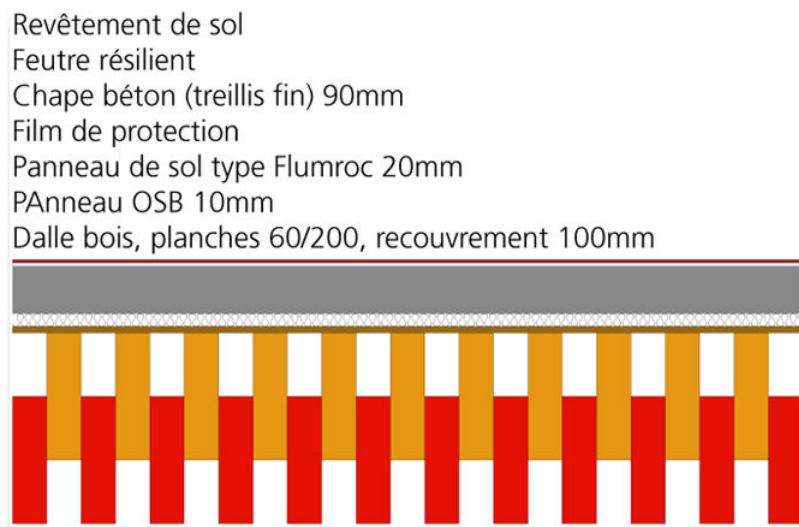 Revêtement de sol
Feutre résilient
Chape béton (treillis fin) 90mm
Film de protection
Panneau de sol type Flumroc 20mm
PAnneau OSB 10mm
Dalle bois, planches 60/200, recouvrement 100mm